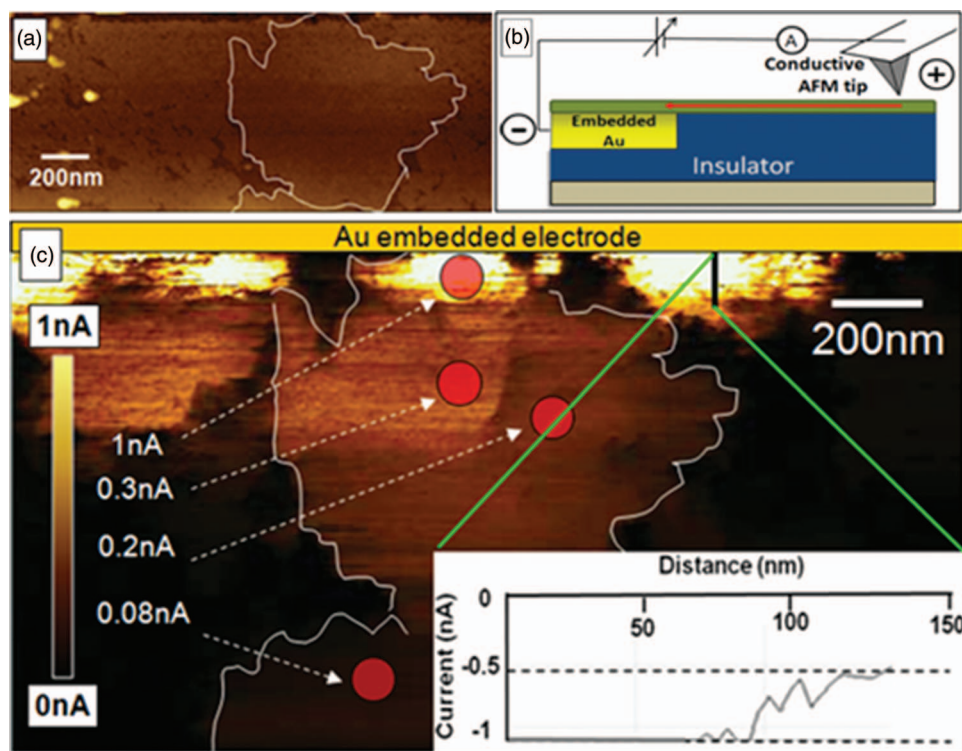 (a)
200nm
(b)
A
Conductive
AFM tip
+
−
Embedded
Au
Insulator
(c)
Au embedded electrode
1nA
200nm
1nA
0.3nA
0.2nA
0.08nA
0nA
Distance (nm)
Current (nA)
0
50
100
150
-0.5
-1